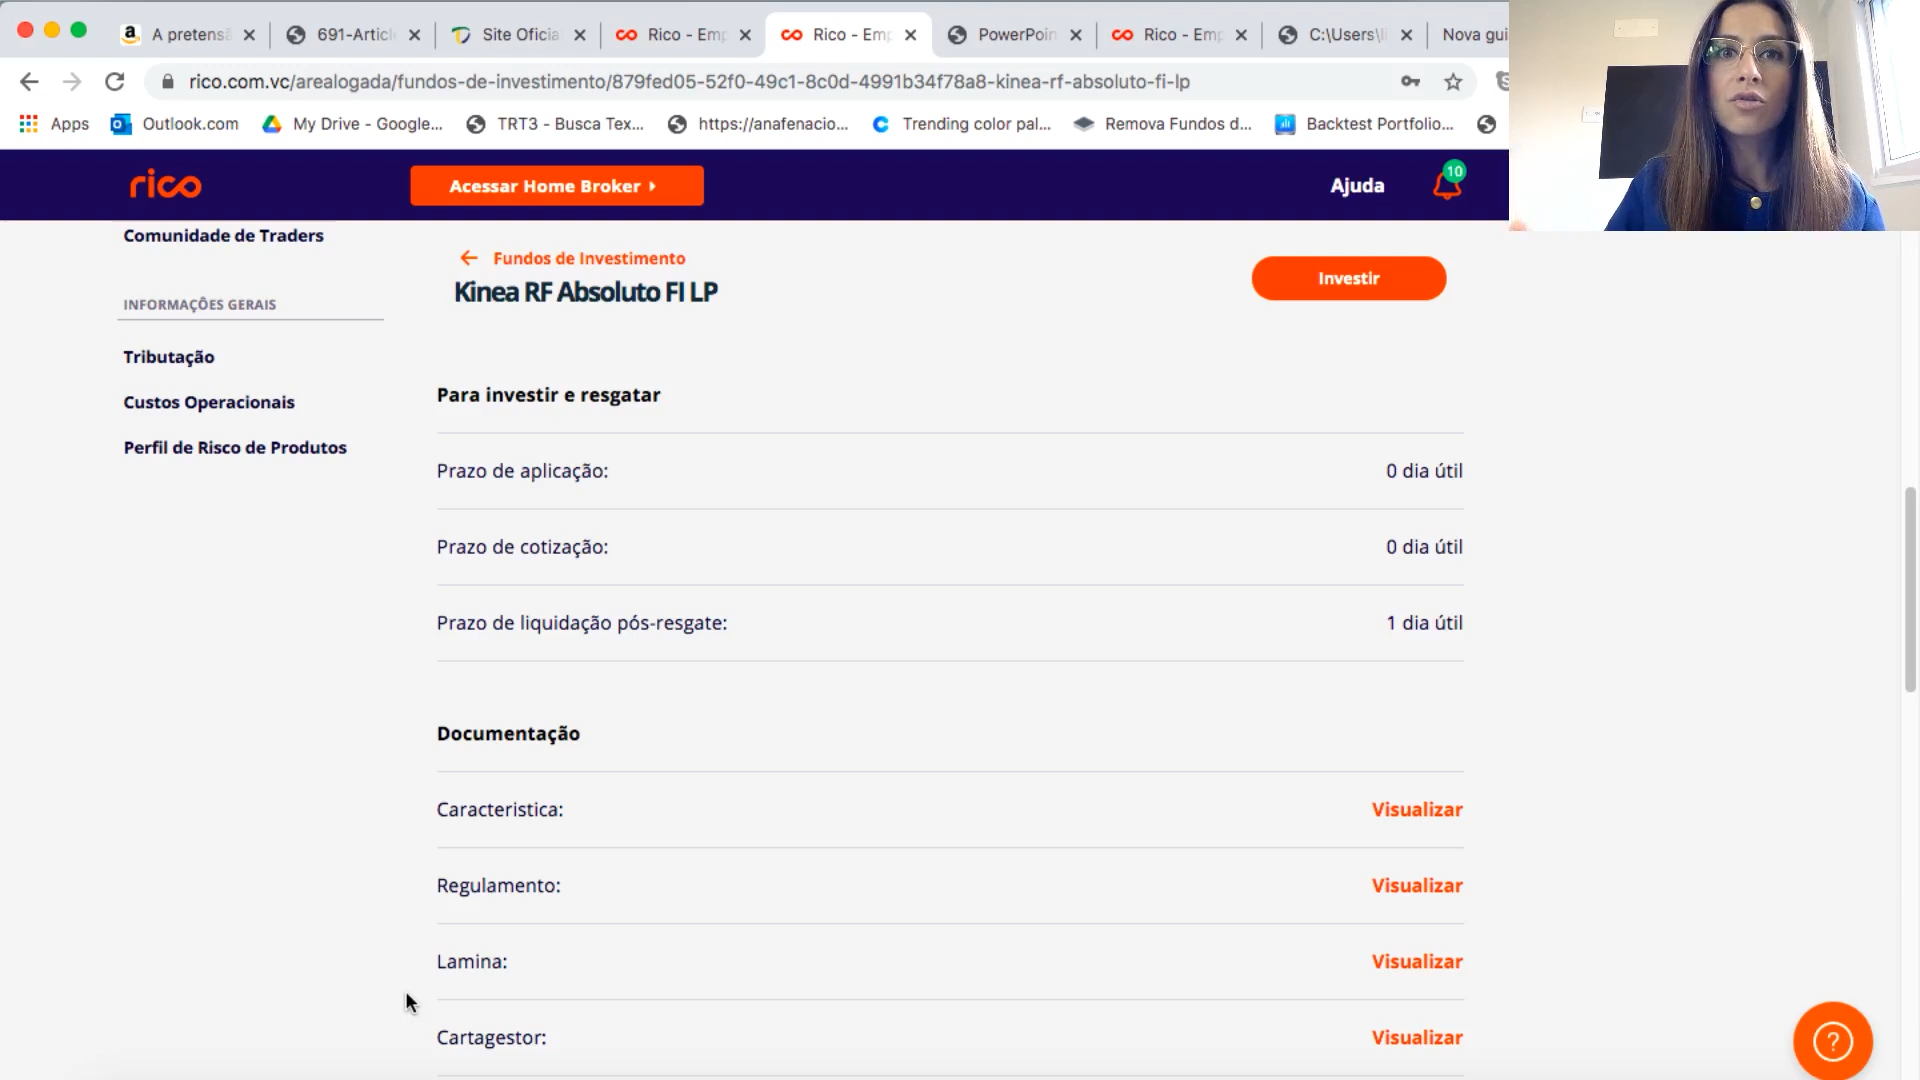 A pretensã
691-Articl
Site Oficia
Rico - Emp
Rico - Emp
PowerPoin
Rico - Emp
C:\Users\l
Nova gui
rico.com.vc/arealogada/fundos-de-investimento/879fed05-52f0-49c1-8c0d-4991b34f78a8-kinea-rf-absoluto-fi-lp
Apps
Outlook.com
My Drive - Google...
TRT3 - Busca Tex...
https://anafenacio...
Trending color pal...
Remova Fundos d...
Backtest Portfolio...
rico
Acessar Home Broker
Ajuda
10
Comunidade de Traders
INFORMAÇÕES GERAIS
Tributação
Custos Operacionais
Perfil de Risco de Produtos
← Fundos de Investimento
Kinea RF Absoluto FI LP
Investir
Para investir e resgatar
Prazo de aplicação: 0 dia útil
Prazo de cotização: 0 dia útil
Prazo de liquidação pós-resgate: 1 dia útil
Documentação
Caracteristica: Visualizar
Regulamento: Visualizar
Lamina: Visualizar
Cartagestor: Visualizar
?